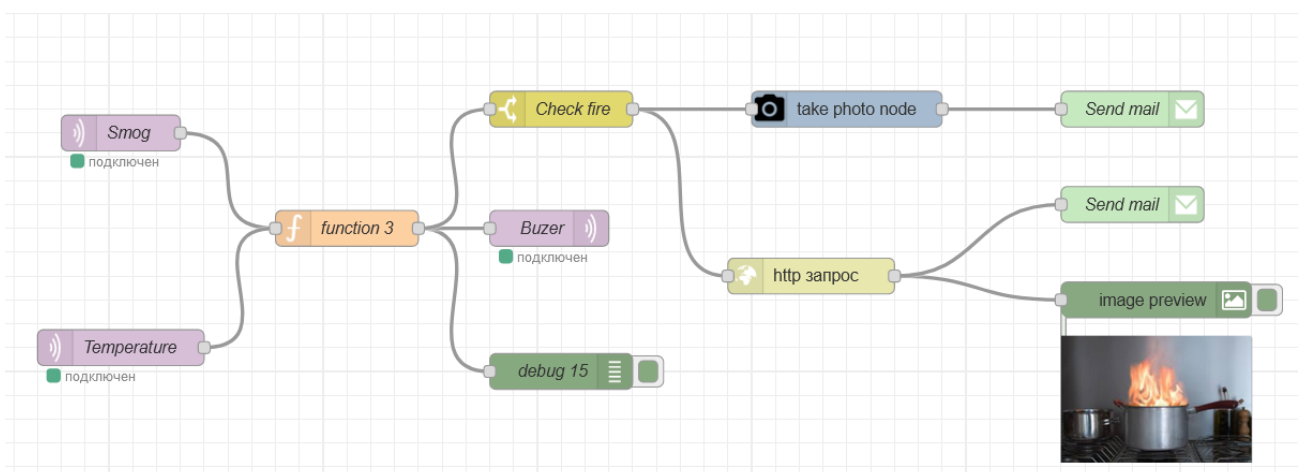 Smog
подключен
Temperature
подключен
function 3
Check fire
Buzer
подключен
debug 15
take photo node
http запрос
Send mail
Send mail
image preview